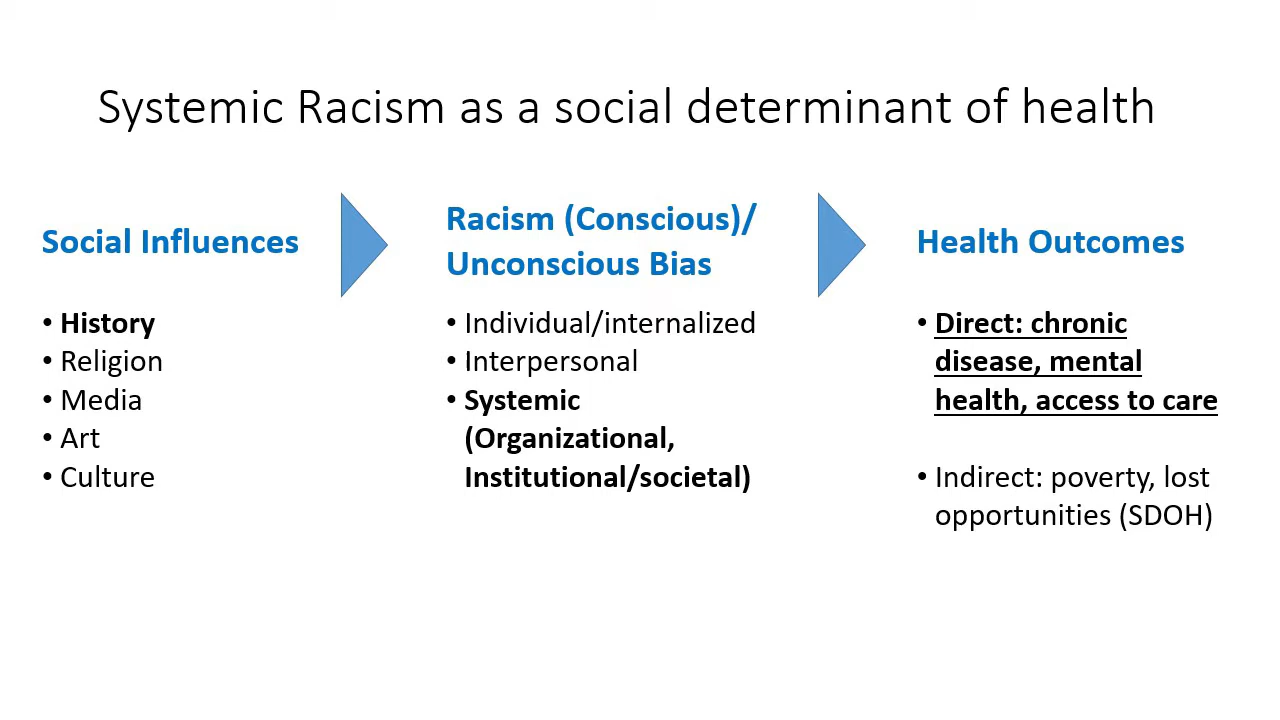 Systemic Racism as a social determinant of health
Social Influences
• History
• Religion
• Media
• Art
• Culture
Racism (Conscious)/
Unconscious Bias
• Individual/internalized
• Interpersonal
• Systemic
(Organizational,
Institutional/societal)
Health Outcomes
• Direct: chronic
disease, mental
health, access to care
• Indirect: poverty, lost
opportunities (SDOH)